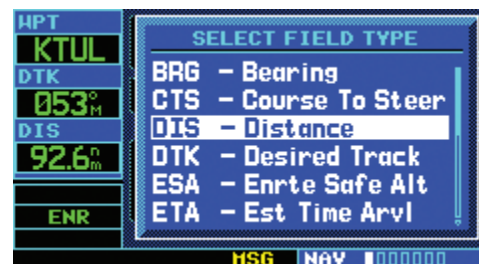 WPT
KTUL
DTK
053°M
DIS
92.6nm
ENR
SELECT FIELD TYPE
BRG – Bearing
CTS – Course To Steer
DIS – Distance
DTK – Desired Track
ESA – Enrte Safe Alt
ETA – Est Time Arvl
MSG NAV